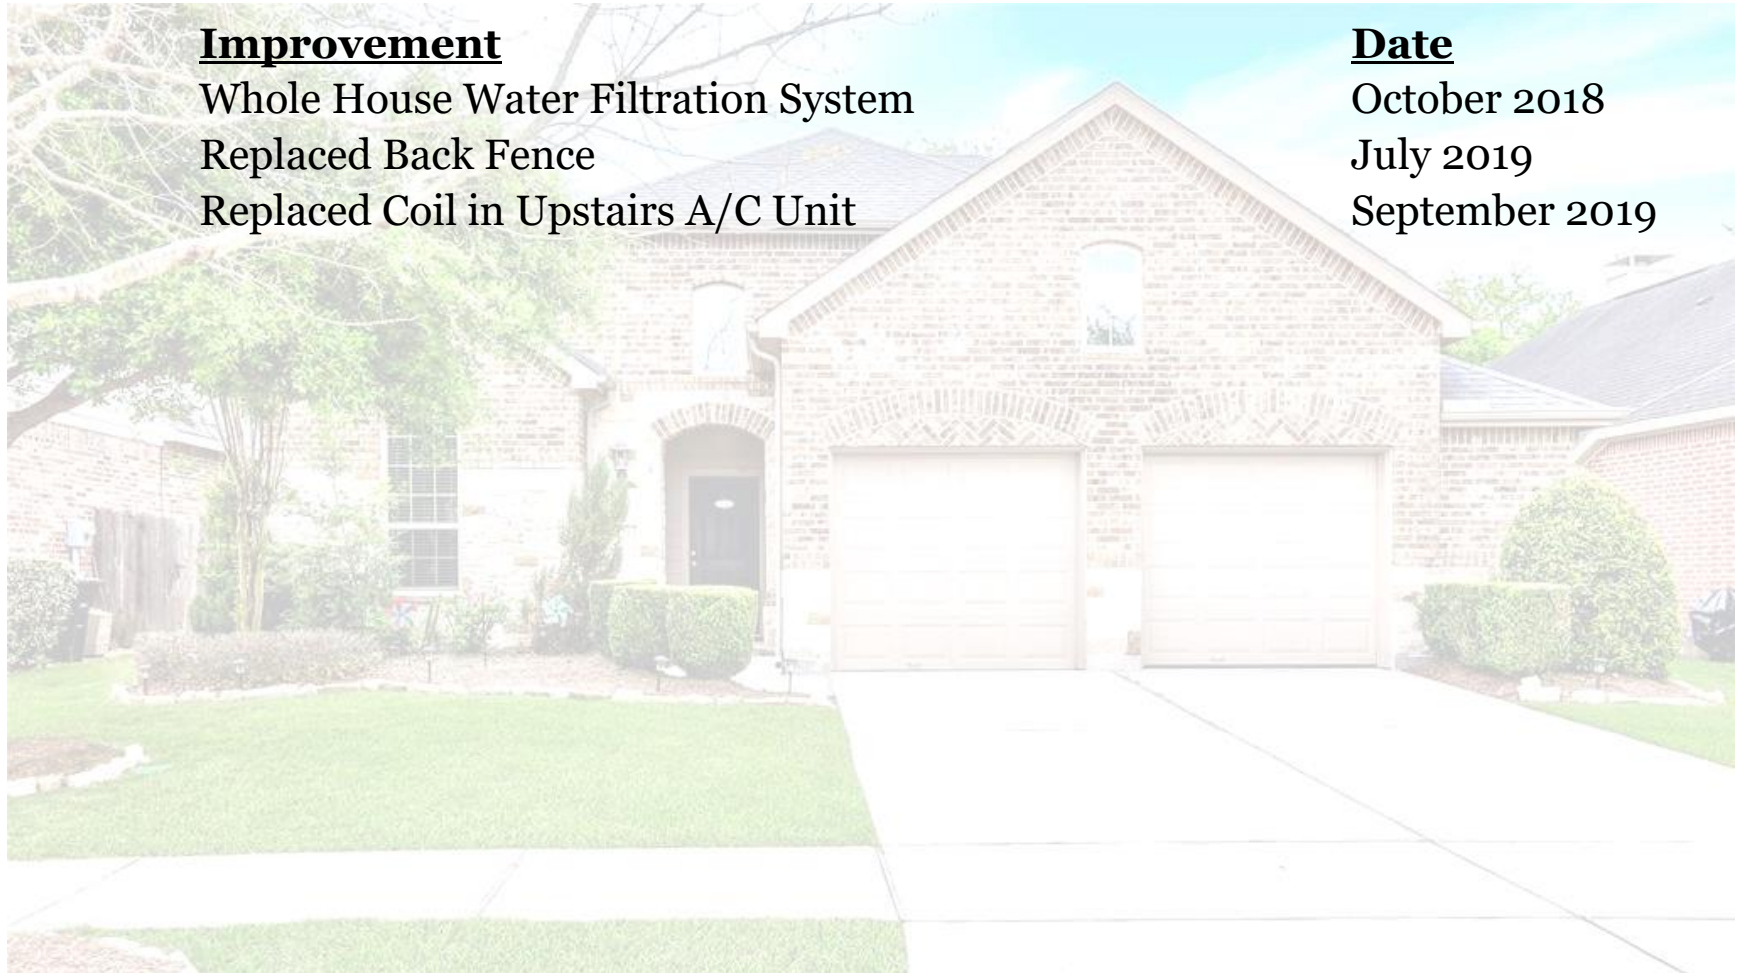 Improvement Date
Whole House Water Filtration System October 2018
Replaced Back Fence July 2019
Replaced Coil in Upstairs A/C Unit September 2019